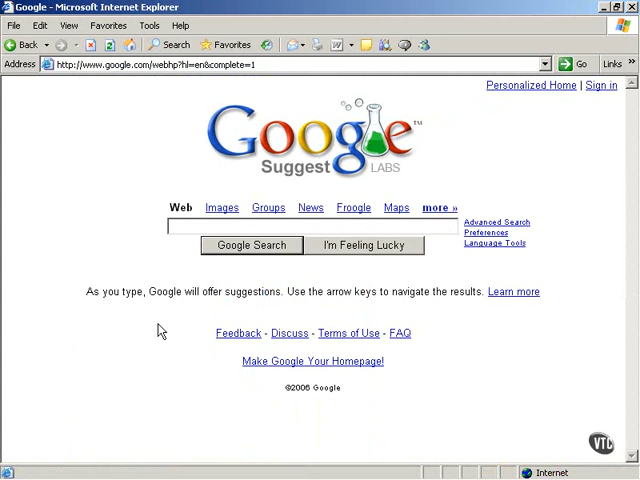 Google - Microsoft Internet Explorer
File Edit View Favorites Tools Help
Back Search Favorites
Address http://www.google.com/webhp?hl=en&complete=1 Go Links »
Personalized Home | Sign in
Google™
Suggest LABS
Web Images Groups News Froogle Maps more »
Advanced Search
Preferences
Language Tools
Google Search I'm Feeling Lucky
As you type, Google will offer suggestions. Use the arrow keys to navigate the results. Learn more
Feedback - Discuss - Terms of Use - FAQ
Make Google Your Homepage!
©2006 Google
VTC
Internet